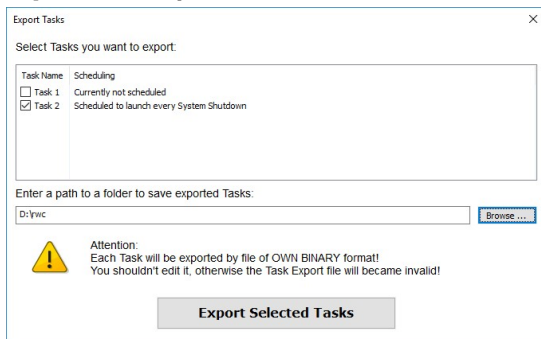 Export Tasks
Select Tasks you want to export:
Task Name Scheduling
Task 1 Currently not scheduled
Task 2 Scheduled to launch every System Shutdown
Enter a path to a folder to save exported Tasks:
D:\rwc
Browse ...
Attention:
Each Task will be exported by file of OWN BINARY format!
You shouldn't edit it, otherwise the Task Export file will became invalid!
Export Selected Tasks